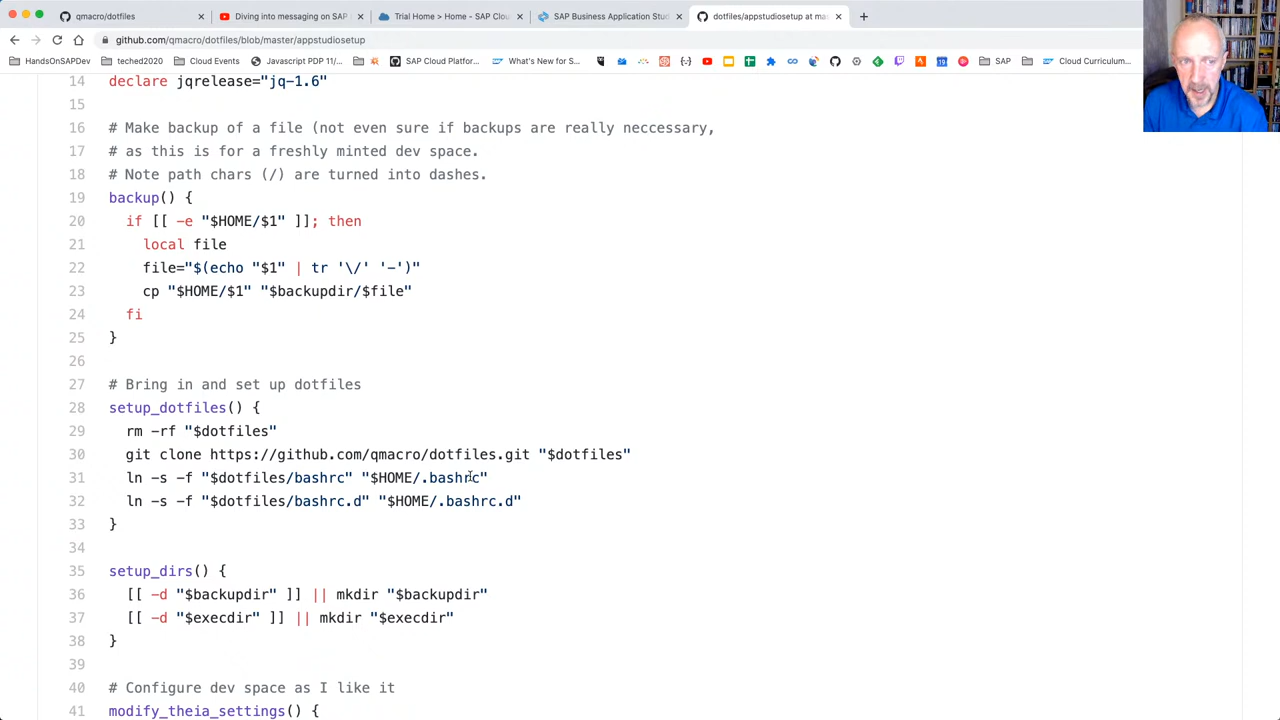 qmacro/dotfiles
Diving into messaging on SAP
Trial Home > Home - SAP Clou
SAP Business Application Stud
dotfiles/appstudiosetup at mas
github.com/qmacro/dotfiles/blob/master/appstudiosetup
HandsOnSAPDev
teched2020
Cloud Events
Javascript PDP 11/...
SAP Cloud Platfor...
What's New for S...
SAP
Cloud Curriculum...
14 declare jqrelease="jq-1.6"
15
16 # Make backup of a file (not even sure if backups are really neccessary,
17 # as this is for a freshly minted dev space.
18 # Note path chars (/) are turned into dashes.
19 backup() {
20 if [[ -e "$HOME/$1" ]]; then
21 local file
22 file="$(echo "$1" | tr '\/' '-')"
23 cp "$HOME/$1" "$backupdir/$file"
24 fi
25 }
26
27 # Bring in and set up dotfiles
28 setup_dotfiles() {
29 rm -rf "$dotfiles"
30 git clone https://github.com/qmacro/dotfiles.git "$dotfiles"
31 ln -s -f "$dotfiles/bashrc" "$HOME/.bashrc"
32 ln -s -f "$dotfiles/bashrc.d" "$HOME/.bashrc.d"
33 }
34
35 setup_dirs() {
36 [[ -d "$backupdir" ]] || mkdir "$backupdir"
37 [[ -d "$execdir" ]] || mkdir "$execdir"
38 }
39
40 # Configure dev space as I like it
41 modify_theia_settings() {